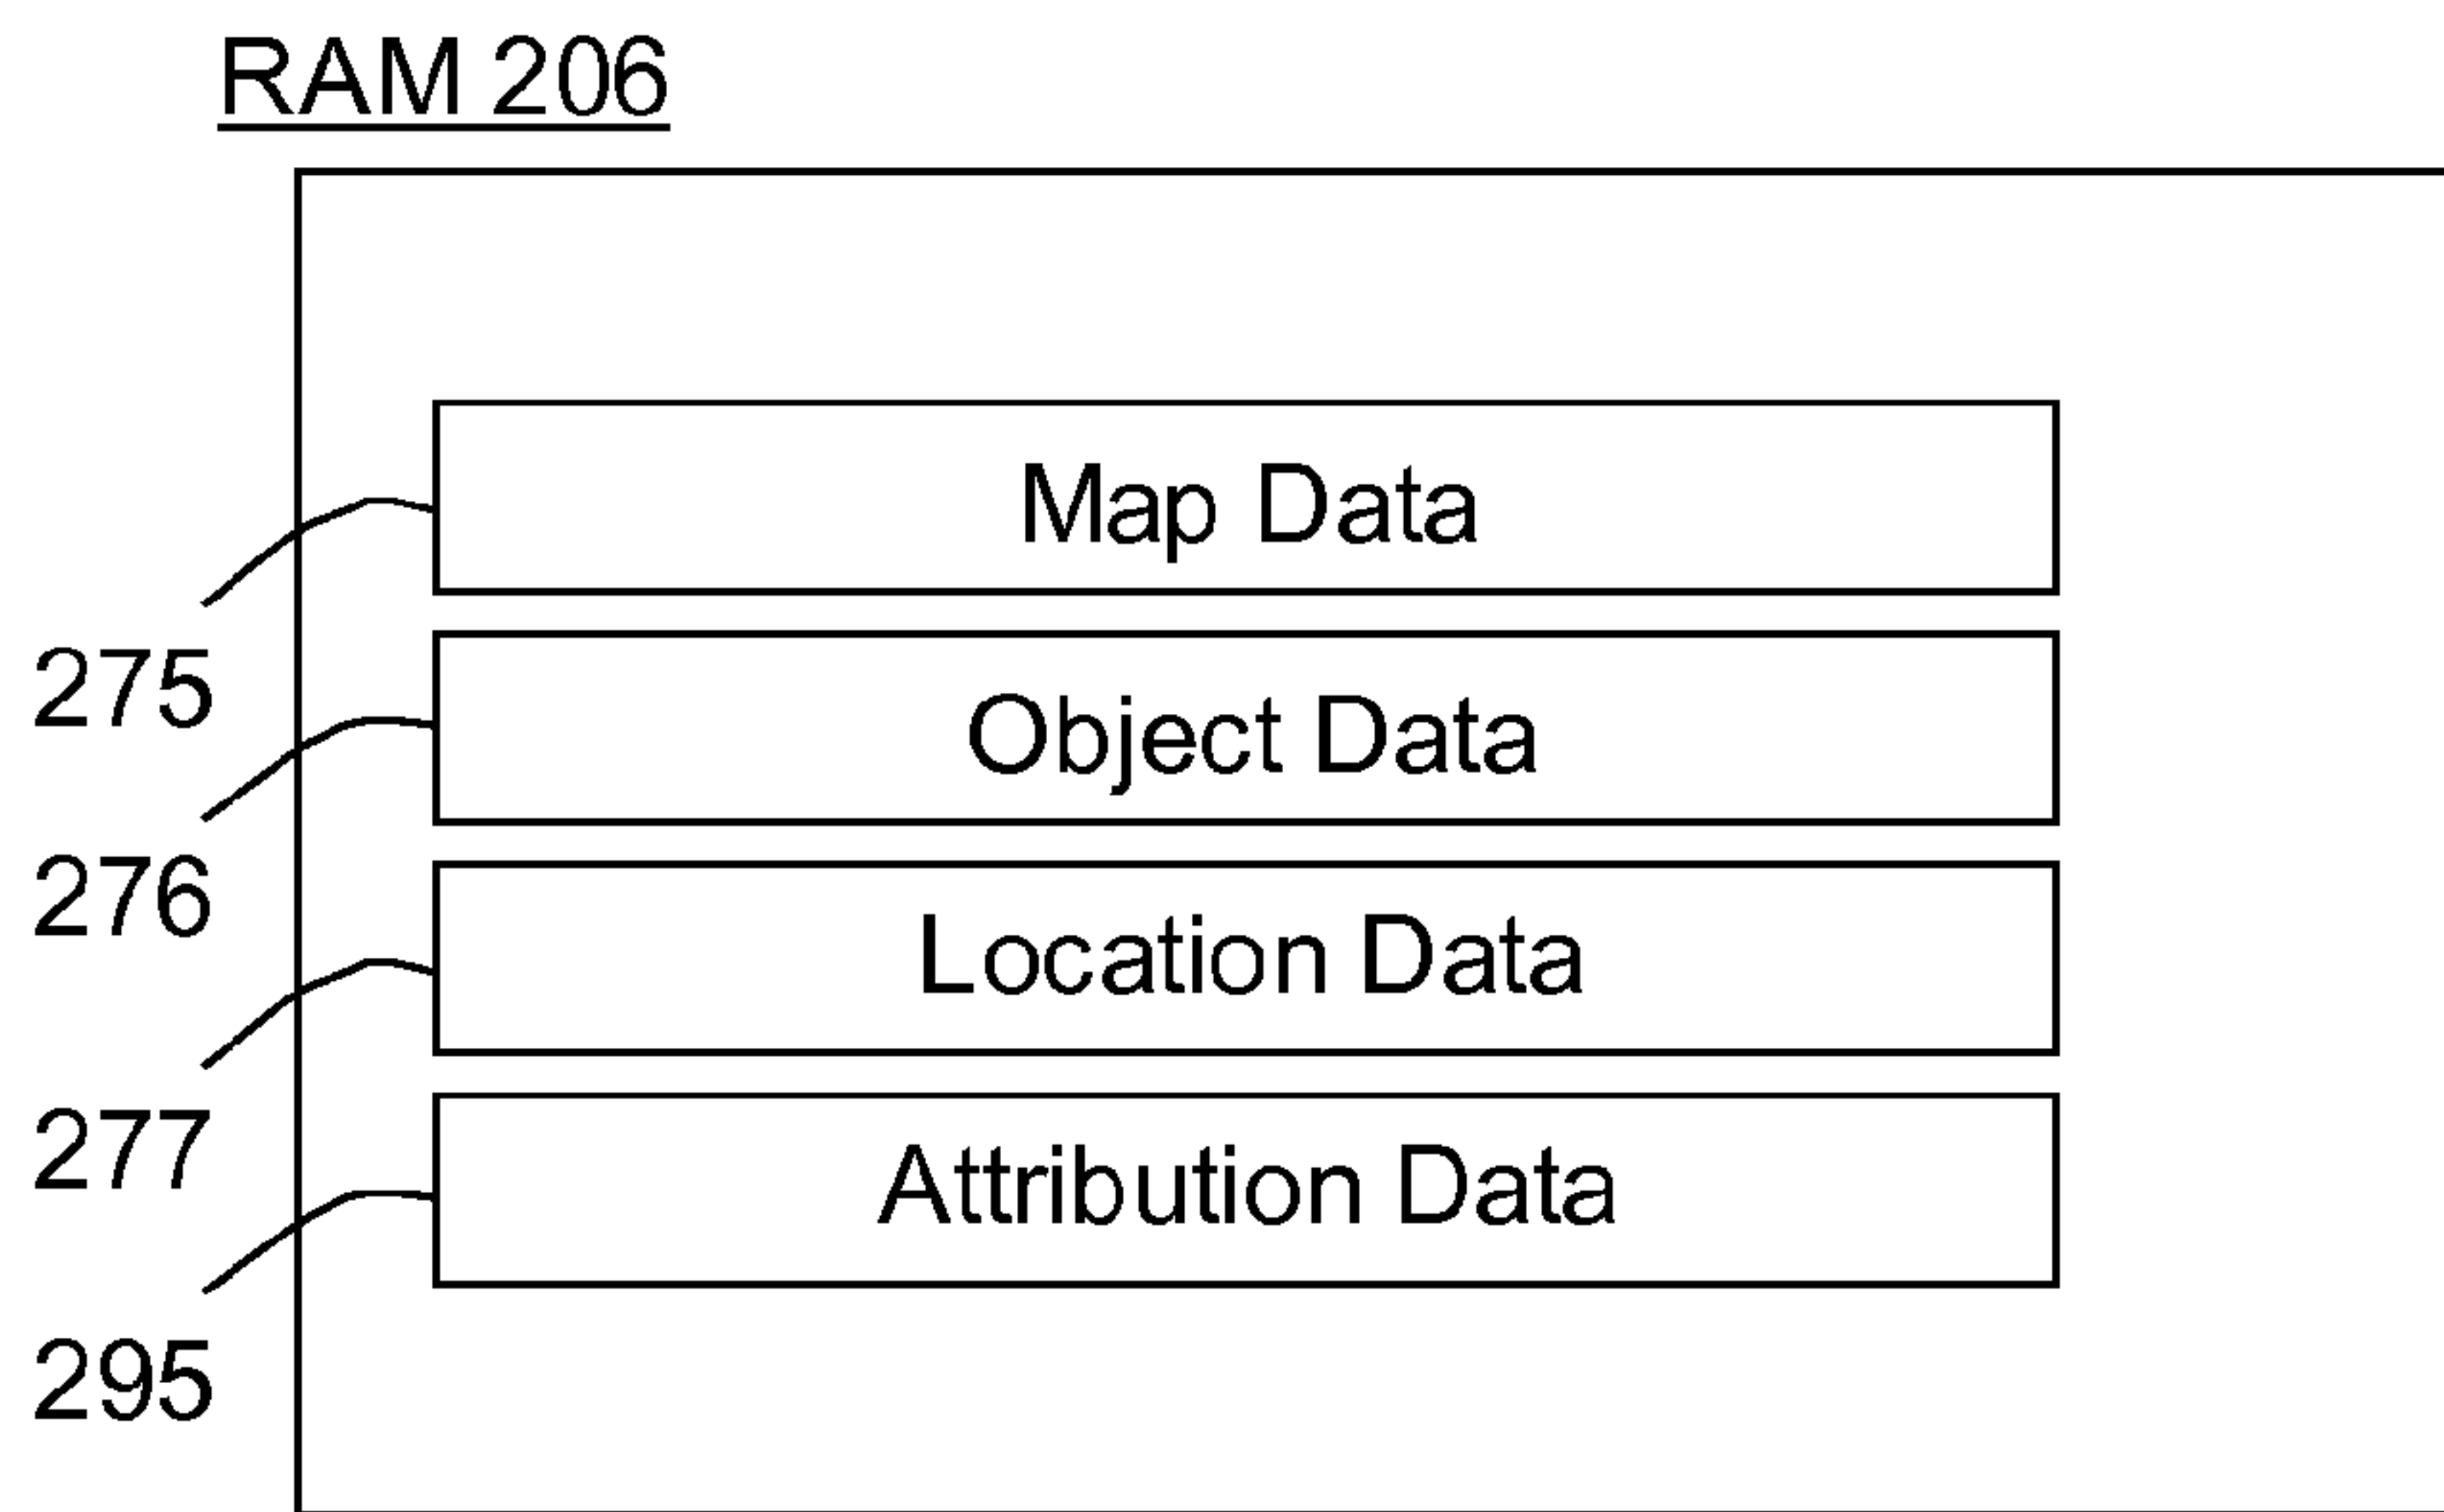 RAM 206
Map Data
275
Object Data
276
Location Data
277
Attribution Data
295